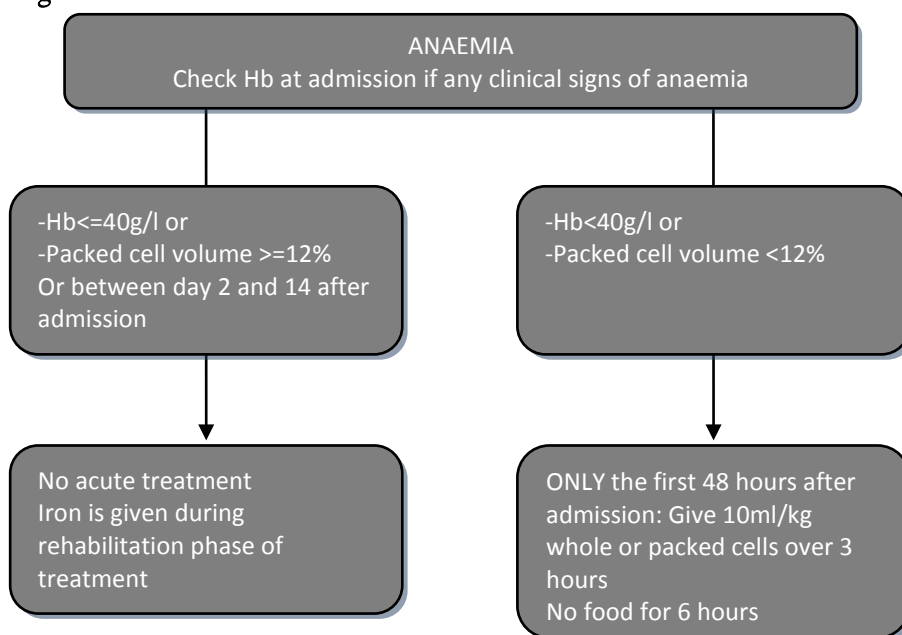 ANAEMIA
Check Hb at admission if any clinical signs of anaemia
-Hb<=40g/l or
-Packed cell volume >=12%
Or between day 2 and 14 after
admission
-Hb<40g/l or
-Packed cell volume <12%
No acute treatment
Iron is given during
rehabilitation phase of
treatment
ONLY the first 48 hours after
admission: Give 10ml/kg
whole or packed cells over 3
hours
No food for 6 hours